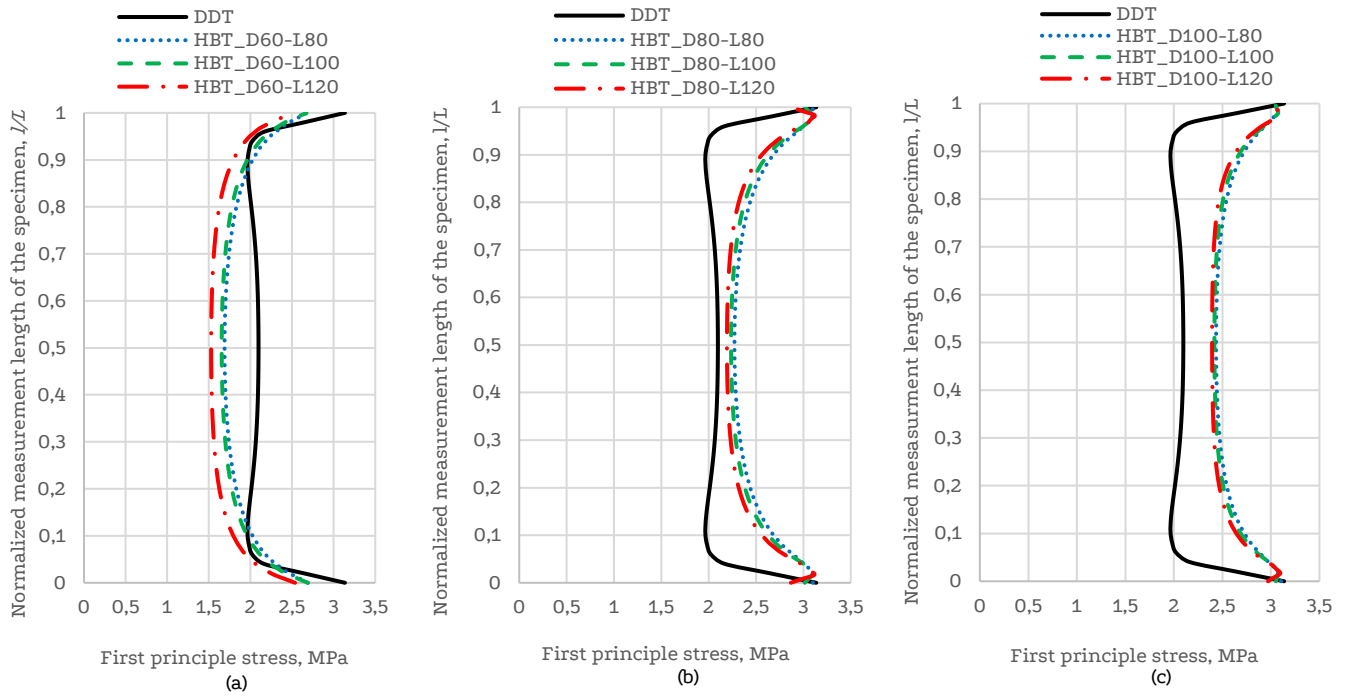 DDT
HBT_D60-L80
HBT_D60-L100
HBT_D60-L120
Normalized measurement length of the specimen, l/L
1
0,9
0,8
0,7
0,6
0,5
0,4
0,3
0,2
0,1
0
0 0,5 1 1,5 2 2,5 3 3,5
First principle stress, MPa
(a)
DDT
HBT_D80-L80
HBT_D80-L100
HBT_D80-L120
Normalized measurement length of the specimen, l/L
1
0,9
0,8
0,7
0,6
0,5
0,4
0,3
0,2
0,1
0
0 0,5 1 1,5 2 2,5 3 3,5
First principle stress, MPa
(b)
DDT
HBT_D100-L80
HBT_D100-L100
HBT_D100-L120
Normalized mesasurment length of the specimen, l/L
1
0,9
0,8
0,7
0,6
0,5
0,4
0,3
0,2
0,1
0
0 0,5 1 1,5 2 2,5 3 3,5
First principle stress, MPa
(c)